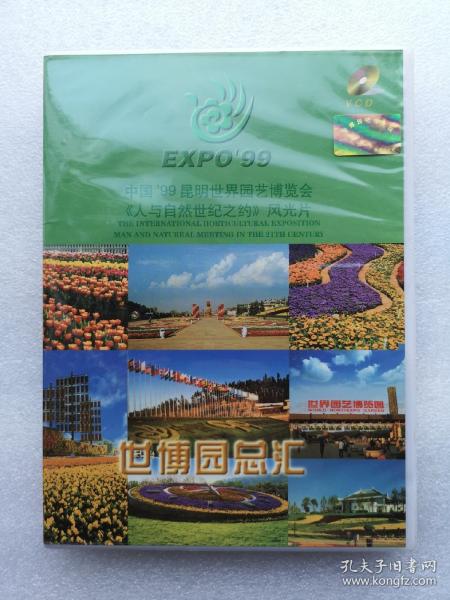 VCD
EXPO'99
中国'99昆明世界园艺博览会
《人与自然世纪之约》风光片
THE INTERNATIONAL HORTICULTURAL EXPOSITION
MAN AND NATUREAL MEETING IN THE 21TH CENTURY
世界园艺博览园
WORLD HORTI-EXPO GARDEN
世博园总汇
孔夫子旧书网
www.kongfz.com